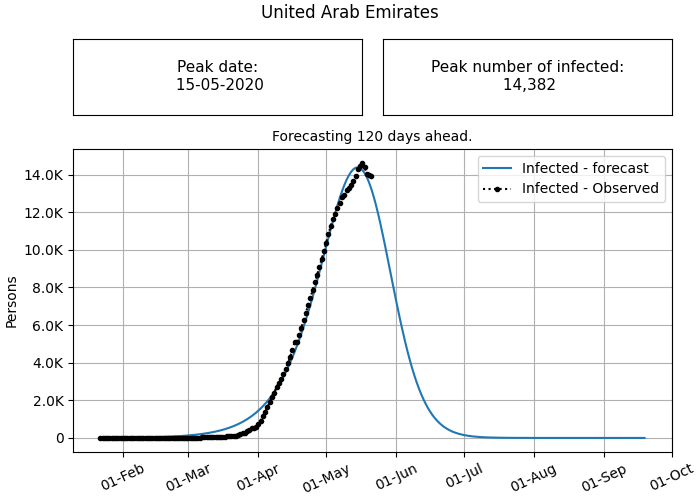 United Arab Emirates
Peak date:
15-05-2020
Peak number of infected:
14,382
Forecasting 120 days ahead.
Infected - forecast
Infected - Observed
14.0K
12.0K
10.0K
8.0K
6.0K
4.0K
2.0K
0
Persons
01-Feb
01-Mar
01-Apr
01-May
01-Jun
01-Jul
01-Aug
01-Sep
01-Oct